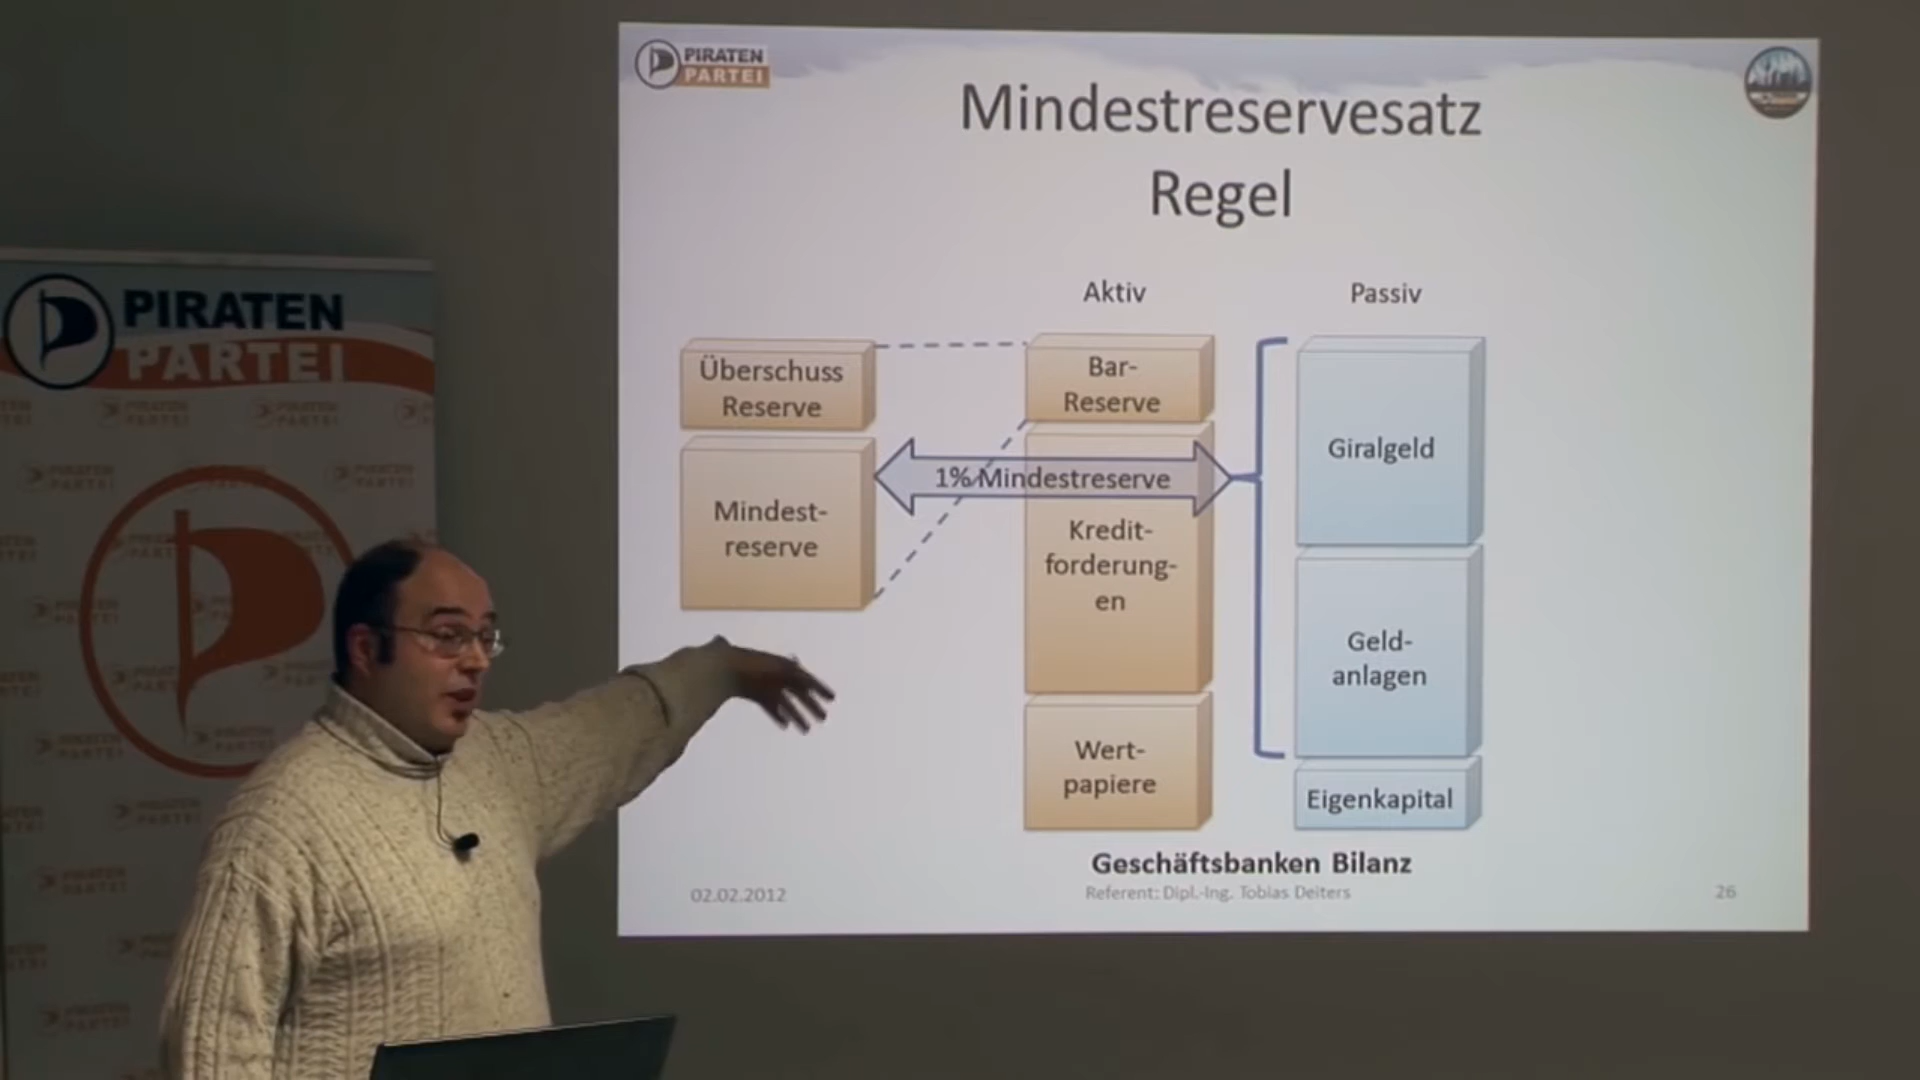 PIRATEN
PARTEI
Mindestreservesatz
Regel
Aktiv
Passiv
Überschuss
Reserve
Mindest-
reserve
Bar-
Reserve
1% Mindestreserve
Kredit-
forderung-
en
Wert-
papiere
Giralgeld
Geld-
anlagen
Eigenkapital
Geschäftsbanken Bilanz
02.02.2012
Referent: Dipl.-Ing. Tobias Deiters
26
PIRATEN
PARTEI